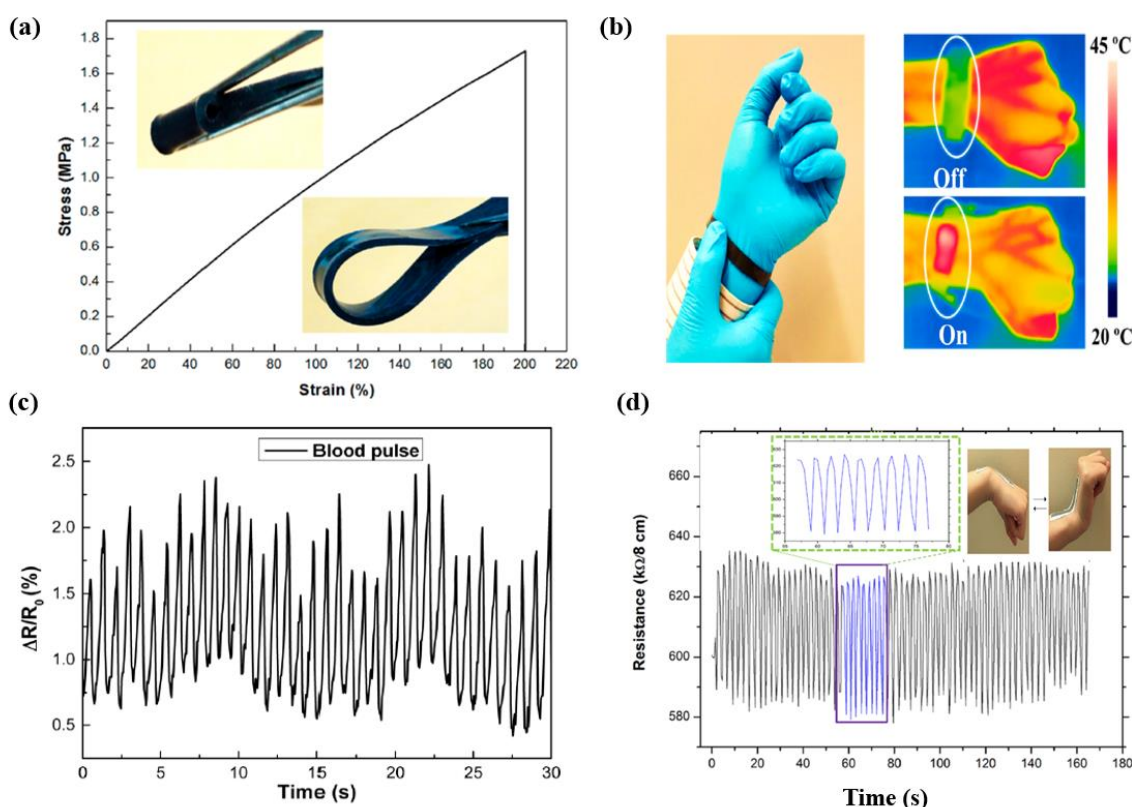 (a)
Stress (MPa)
1.8
1.6
1.4
1.2
1.0
0.8
0.6
0.4
0.2
0.0
0 20 40 60 80 100 120 140 160 180 200 220
Strain (%)
(b)
45 ºC
Off
On
20 ºC
(c)
Blood pulse
ΔR/R0 (%)
2.5
2.0
1.5
1.0
0.5
0 5 10 15 20 25 30
Time (s)
(d)
Resistance (kΩ/8 cm)
660
640
620
600
580
0 20 40 60 80 100 120 140 160 180
Time (s)